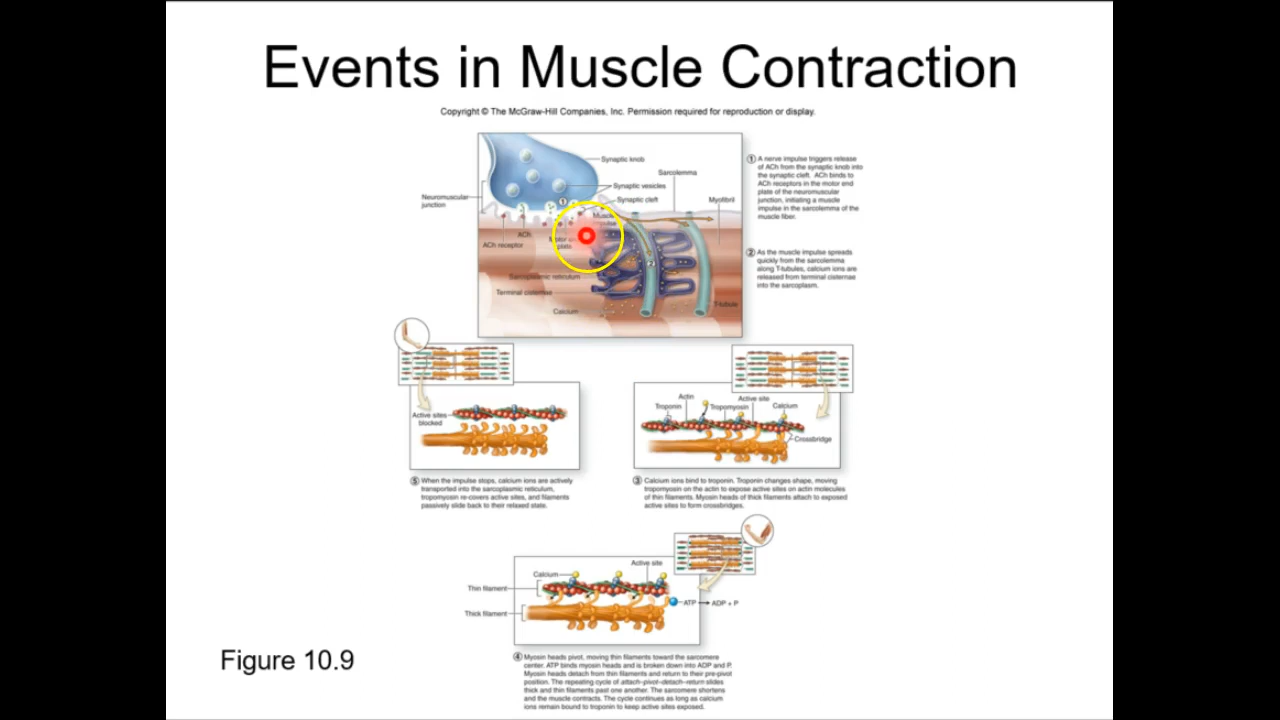 Events in Muscle Contraction
Copyright © The McGraw-Hill Companies, Inc. Permission required for reproduction or display.
Synaptic knob
Sarcolemma
Synaptic vesicles
Neuromuscular
junction
Synaptic cleft
Myofibril
1
Muscle
impulse
ACh
Motor end
plate
ACh receptor
2
Sarcoplasmic reticulum
Terminal cisternae
Calcium
T-tubule
1 A nerve impulse triggers release
of ACh from the synaptic knob into
the synaptic cleft. ACh binds to
ACh receptors in the motor end
plate of the neuromuscular
junction, initiating a muscle
impulse in the sarcolemma of the
muscle fiber.
2 As the muscle impulse spreads
quickly from the sarcolemma
along T-tubules, calcium ions are
released from terminal cisternae
into the sarcoplasm.
Active sites
blocked
5 When the impulse stops, calcium ions are actively
transported into the sarcoplasmic reticulum,
tropomyosin re-covers active sites, and filaments
passively slide back to their relaxed state.
Actin
Active site
Troponin
Tropomyosin
Calcium
Crossbridge
3 Calcium ions bind to troponin. Troponin changes shape, moving
tropomyosin on the actin to expose active sites on actin molecules
of thin filaments. Myosin heads of thick filaments attach to exposed
active sites to form crossbridges.
Active site
Calcium
Thin filament
ATP → ADP + P
Thick filament
4 Myosin heads pivot, moving thin filaments toward the sarcomere
center. ATP binds myosin heads and is broken down into ADP and P.
Myosin heads detach from thin filaments and return to their pre-pivot
position. The repeating cycle of attach-pivot-detach-return slides
thick and thin filaments past one another. The sarcomere shortens
and the muscle contracts. The cycle continues as long as calcium
ions remain bound to troponin to keep active sites exposed.
Figure 10.9